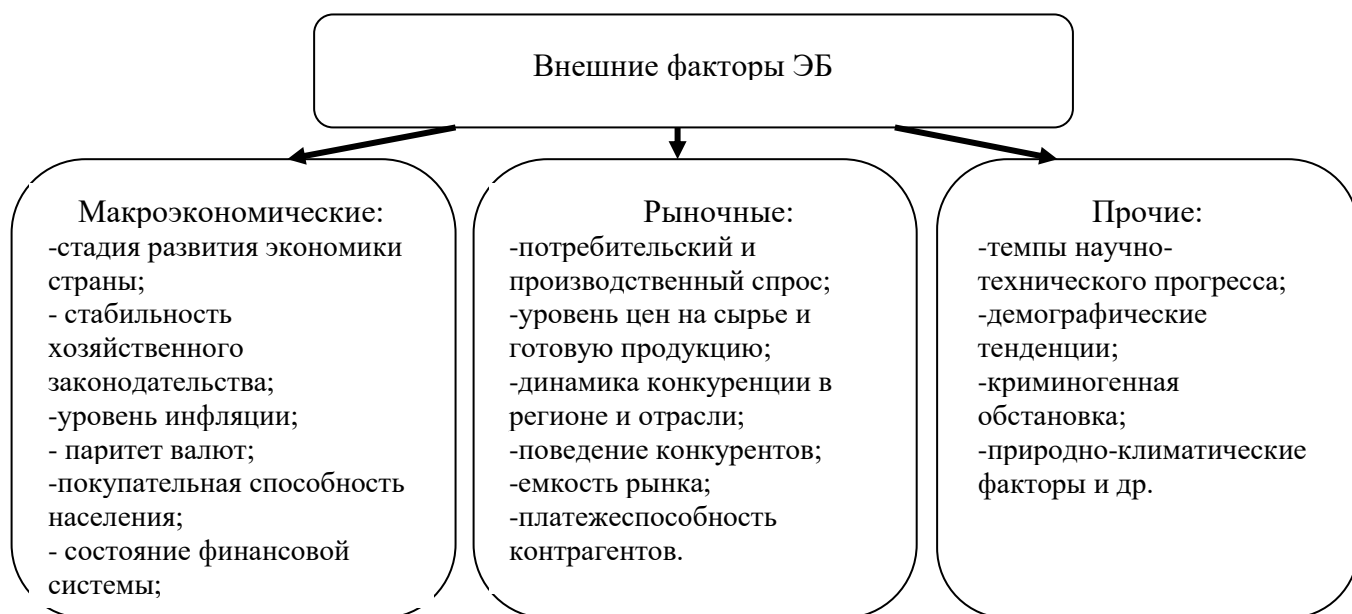 Внешние факторы ЭБ
Макроэкономические:
-стадия развития экономики
страны;
- стабильность
хозяйственного
законодательства;
-уровень инфляции;
- паритет валют;
-покупательная способность
населения;
- состояние финансовой
системы;
Рыночные:
-потребительский и
производственный спрос;
-уровень цен на сырье и
готовую продукцию;
-динамика конкуренции в
регионе и отрасли;
-поведение конкурентов;
-емкость рынка;
-платежеспособность
контрагентов.
Прочие:
-темпы научно-
технического прогресса;
-демографические
тенденции;
-криминогенная
обстановка;
-природно-климатические
факторы и др.